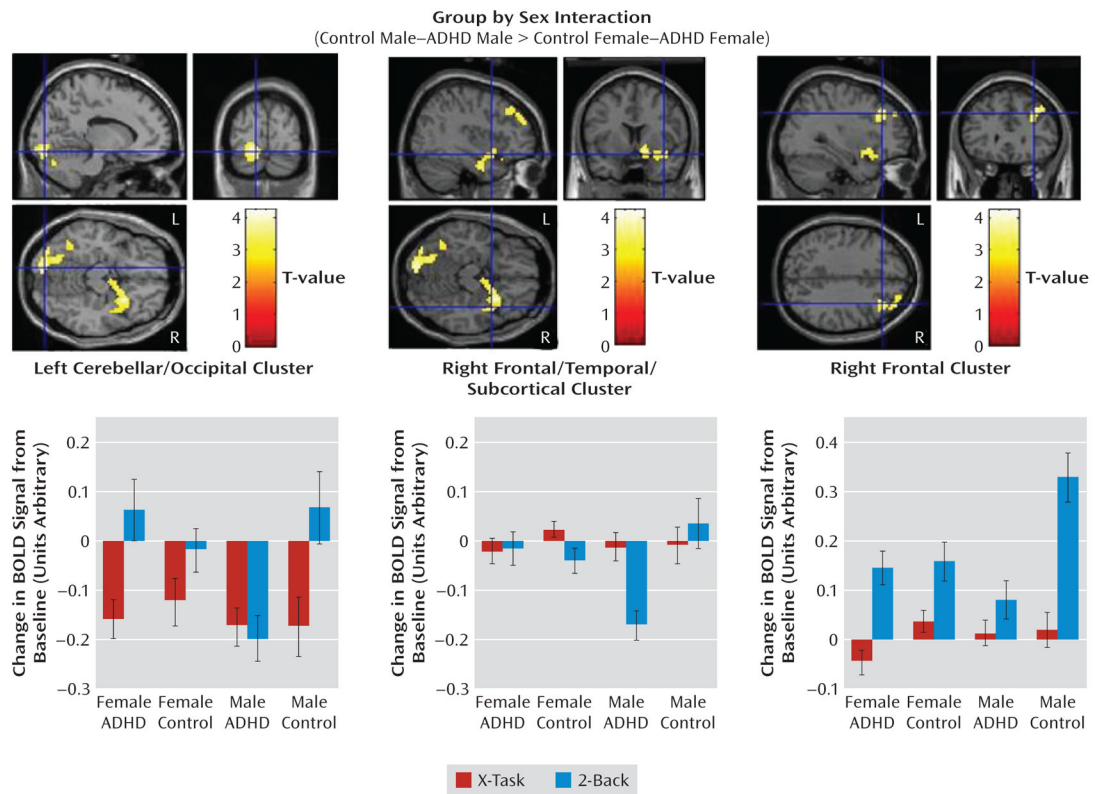 Group by Sex Interaction
(Control Male–ADHD Male > Control Female–ADHD Female)
L
R
4
3
2
1
0
T-value
Left Cerebellar/Occipital Cluster
L
R
4
3
2
1
0
T-value
Right Frontal/Temporal/
Subcortical Cluster
L
R
4
3
2
1
0
T-value
Right Frontal Cluster
Change in BOLD Signal from
Baseline (Units Arbitrary)
0.2
0.1
0
−0.1
−0.2
−0.3
Female
ADHD
Female
Control
Male
ADHD
Male
Control
Change in BOLD Signal from
Baseline (Units Arbitrary)
0.2
0.1
0
−0.1
−0.2
−0.3
Female
ADHD
Female
Control
Male
ADHD
Male
Control
Change in BOLD Signal from
Baseline (Units Arbitrary)
0.4
0.3
0.2
0.1
0
−0.1
Female
ADHD
Female
Control
Male
ADHD
Male
Control
X-Task
2-Back